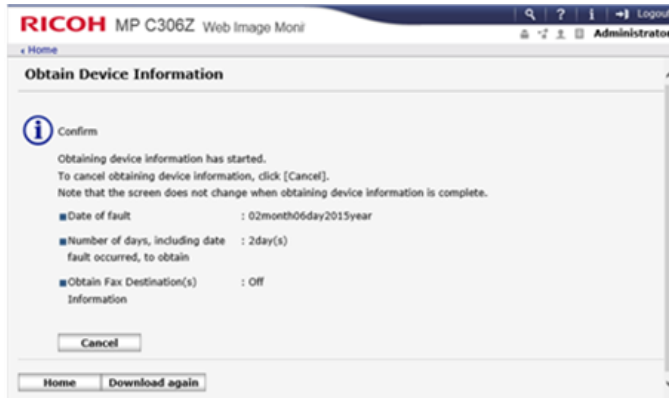 RICOH MP C306Z Web Image Moni
? i Logou
Administrator
Home
Obtain Device Information
i Confirm
Obtaining device information has started.
To cancel obtaining device information, click [Cancel].
Note that the screen does not change when obtaining device information is complete.
Date of fault : 02month06day2015year
Number of days, including date : 2day(s)
fault occurred, to obtain
Obtain Fax Destination(s) : Off
Information
Cancel
Home Download again